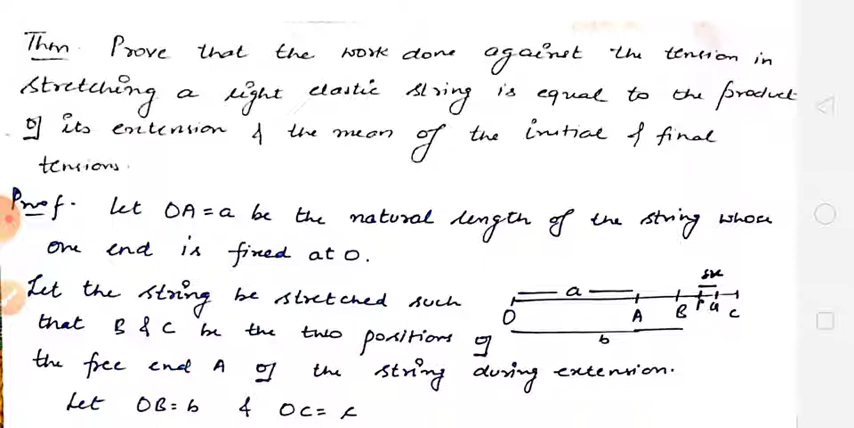 Thm. Prove that the work done against the tension in
stretching a light elastic string is equal to the product
of its extension & the mean of the initial & final
tensions.
Proof. Let OA = a be the natural length of the string whose
one end is fixed at O.
Let the string be stretched such
that B & C be the two positions of
the free end A of the string during extension.
Let OB = b & OC = c
δx
a
O A B P Q C
b